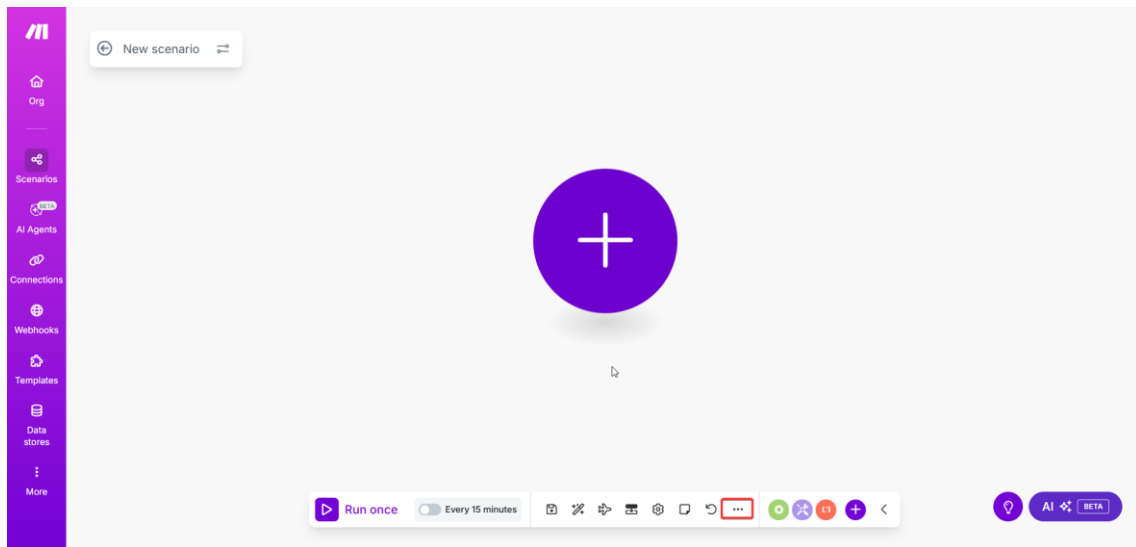 New scenario
Org
Scenarios
BETA
AI Agents
Connections
Webhooks
Templates
Data
stores
More
Run once
Every 15 minutes
AI BETA